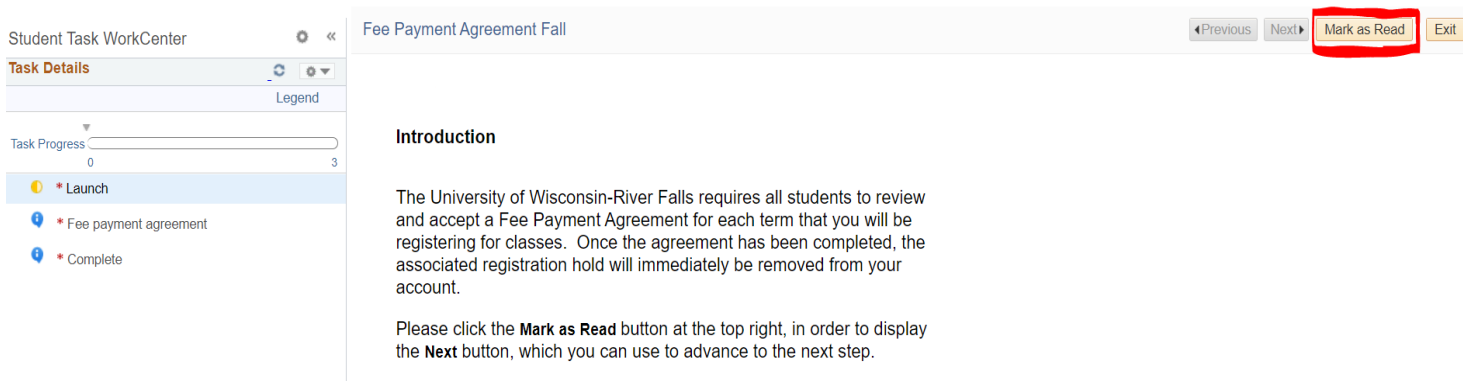 Student Task WorkCenter
Task Details
Legend
Task Progress
0 3
* Launch
* Fee payment agreement
* Complete
Fee Payment Agreement Fall
Previous Next Mark as Read Exit
Introduction
The University of Wisconsin-River Falls requires all students to review
and accept a Fee Payment Agreement for each term that you will be
registering for classes.  Once the agreement has been completed, the
associated registration hold will immediately be removed from your
account.
Please click the Mark as Read button at the top right, in order to display
the Next button, which you can use to advance to the next step.